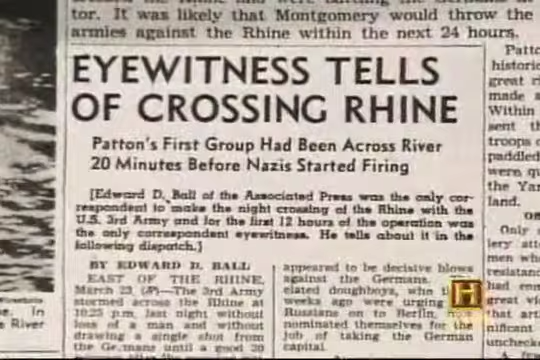 tor. It was likely that Montgomery would throw the
armies against the Rhine within the next 24 hours.
EYEWITNESS TELLS
OF CROSSING RHINE
Patton's First Group Had Been Across River
20 Minutes Before Nazis Started Firing
[Edward D. Ball of the Associated Press was the only cor-
respondent to make the night crossing of the Rhine with the
U.S. 3rd Army and for the first 12 hours of the operation was
the only correspondent eyewitness. He tells about it in the
following dispatch.]
BY EDWARD D. BALL
EAST OF THE RHINE,
March 23 (AP)—The 3rd Army
stormed across the Rhine at
10:25 p.m. last night without
loss of a man and without
drawing a single shot from
the Germans until a good 20
appeared to be decisive blows
against the Germans.
elated doughboys, who
weeks ago were urging
Russians on to Berlin,
nominated themselves for the
job of taking the German
capital.
Patto
historic
great ri
made a
Within
sent th
troops
paddled
were qu
the Yan
land.
Only
lery att
men who
resistan
had cro
great vi
that arti
nificant
unchecke
In
River
H